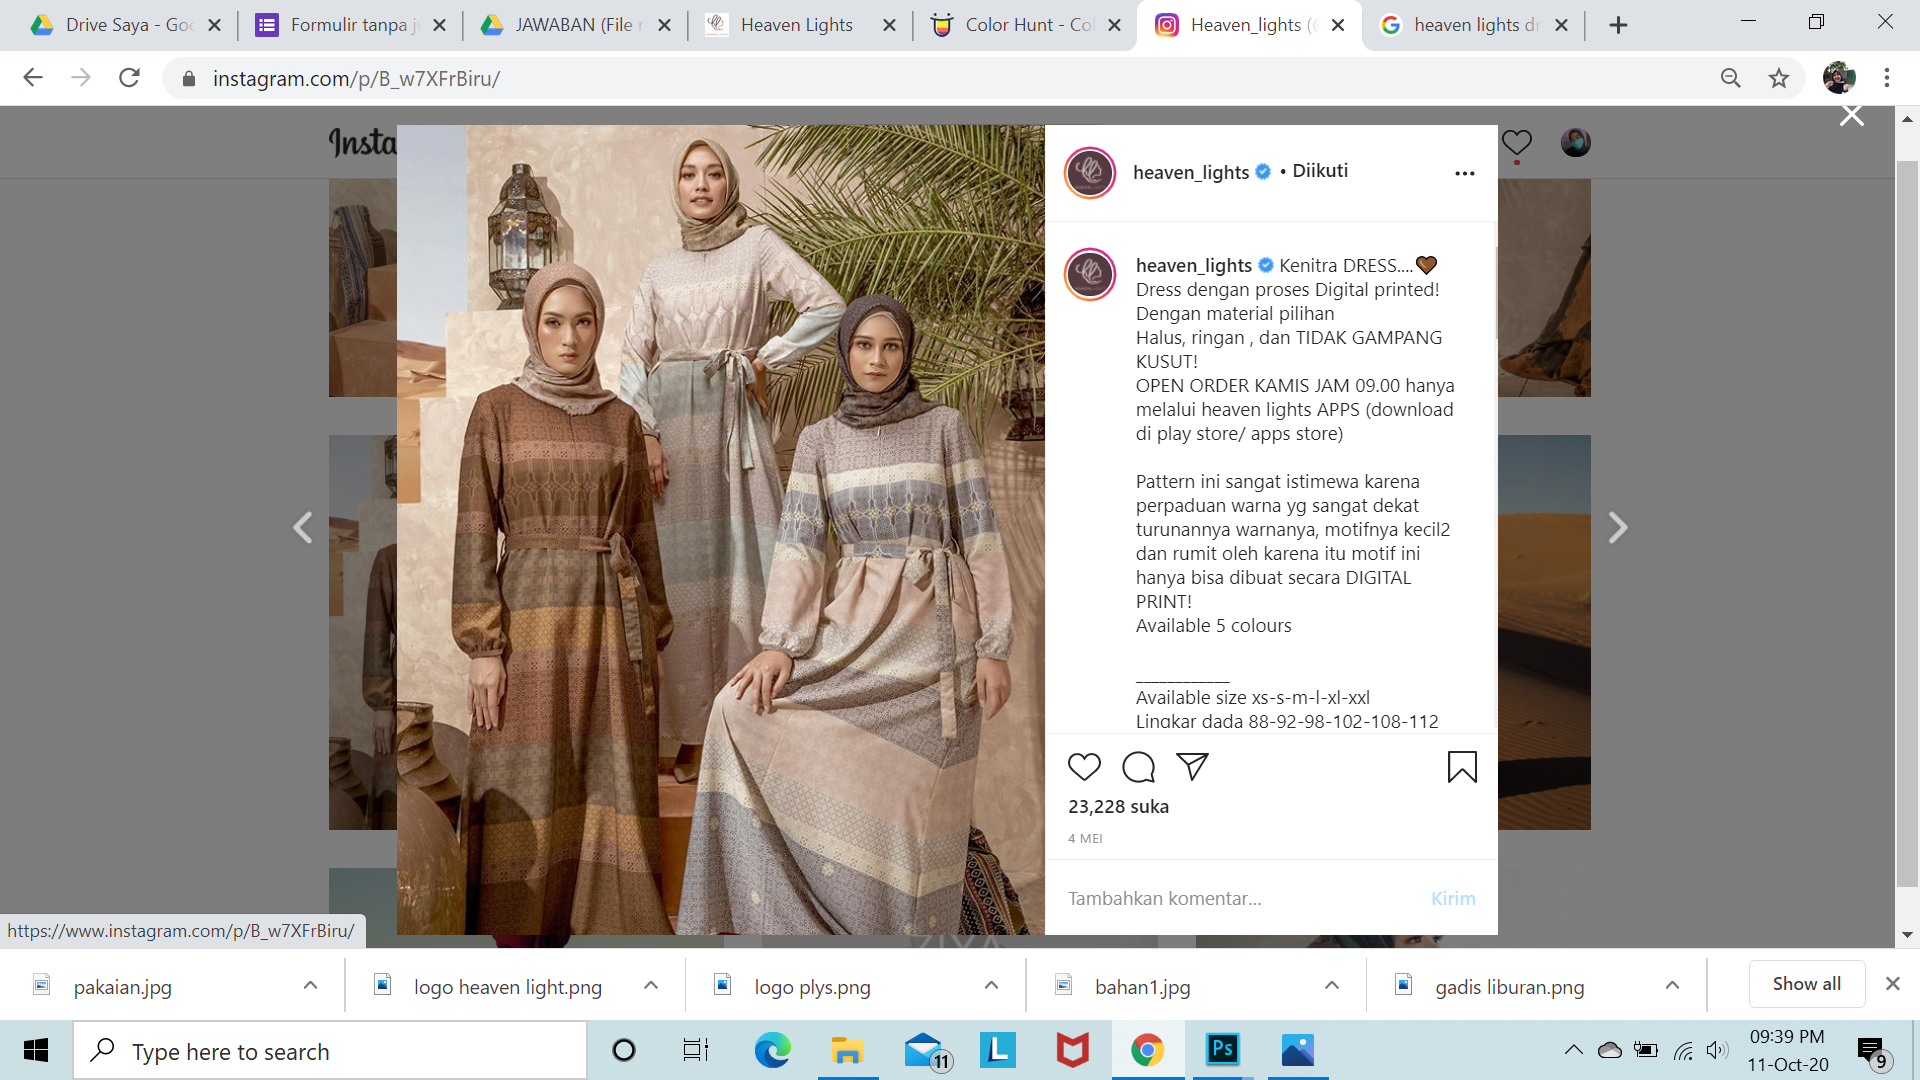 Drive Saya - Goo
Formulir tanpa ju
JAWABAN (File r
Heaven Lights
Color Hunt - Col
Heaven_lights (@
heaven lights dr
instagram.com/p/B_w7XFrBiru/
Insta
heaven_lights • Diikuti
heaven_lights Kenitra DRESS....🤎
Dress dengan proses Digital printed!
Dengan material pilihan
Halus, ringan , dan TIDAK GAMPANG
KUSUT!
OPEN ORDER KAMIS JAM 09.00 hanya
melalui heaven lights APPS (download
di play store/ apps store)
Pattern ini sangat istimewa karena
perpaduan warna yg sangat dekat
turunannya warnanya, motifnya kecil2
dan rumit oleh karena itu motif ini
hanya bisa dibuat secara DIGITAL
PRINT!
Available 5 colours
____________
Available size xs-s-m-l-xl-xxl
Lingkar dada 88-92-98-102-108-112
23,228 suka
4 MEI
Tambahkan komentar...
Kirim
https://www.instagram.com/p/B_w7XFrBiru/
pakaian.jpg
logo heaven light.png
logo plys.png
bahan1.jpg
gadis liburan.png
Show all
Type here to search
11
L
Ps
09:39 PM
11-Oct-20
9